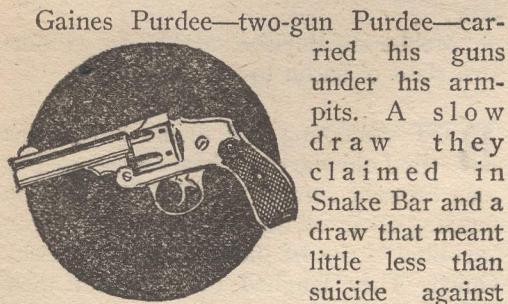 Gaines Purdee—two-gun Purdee—car-
ried his guns
under his arm-
pits. A slow
draw they
claimed in
Snake Bar and a
draw that meant
little less than
suicide against